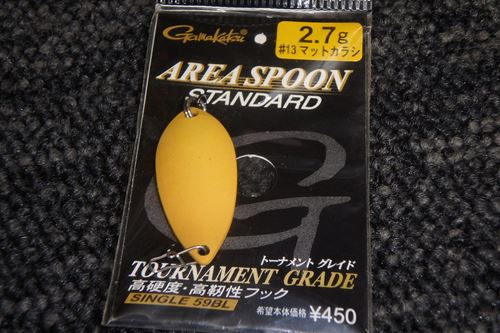 Gamakatsu
2.7g
#13 マットカラシ
AREA SPOON
STANDARD
G
トーナメント グレイド
TOURNAMENT GRADE
高硬度・高靭性フック
SINGLE 59BL
希望本体価格 ¥450